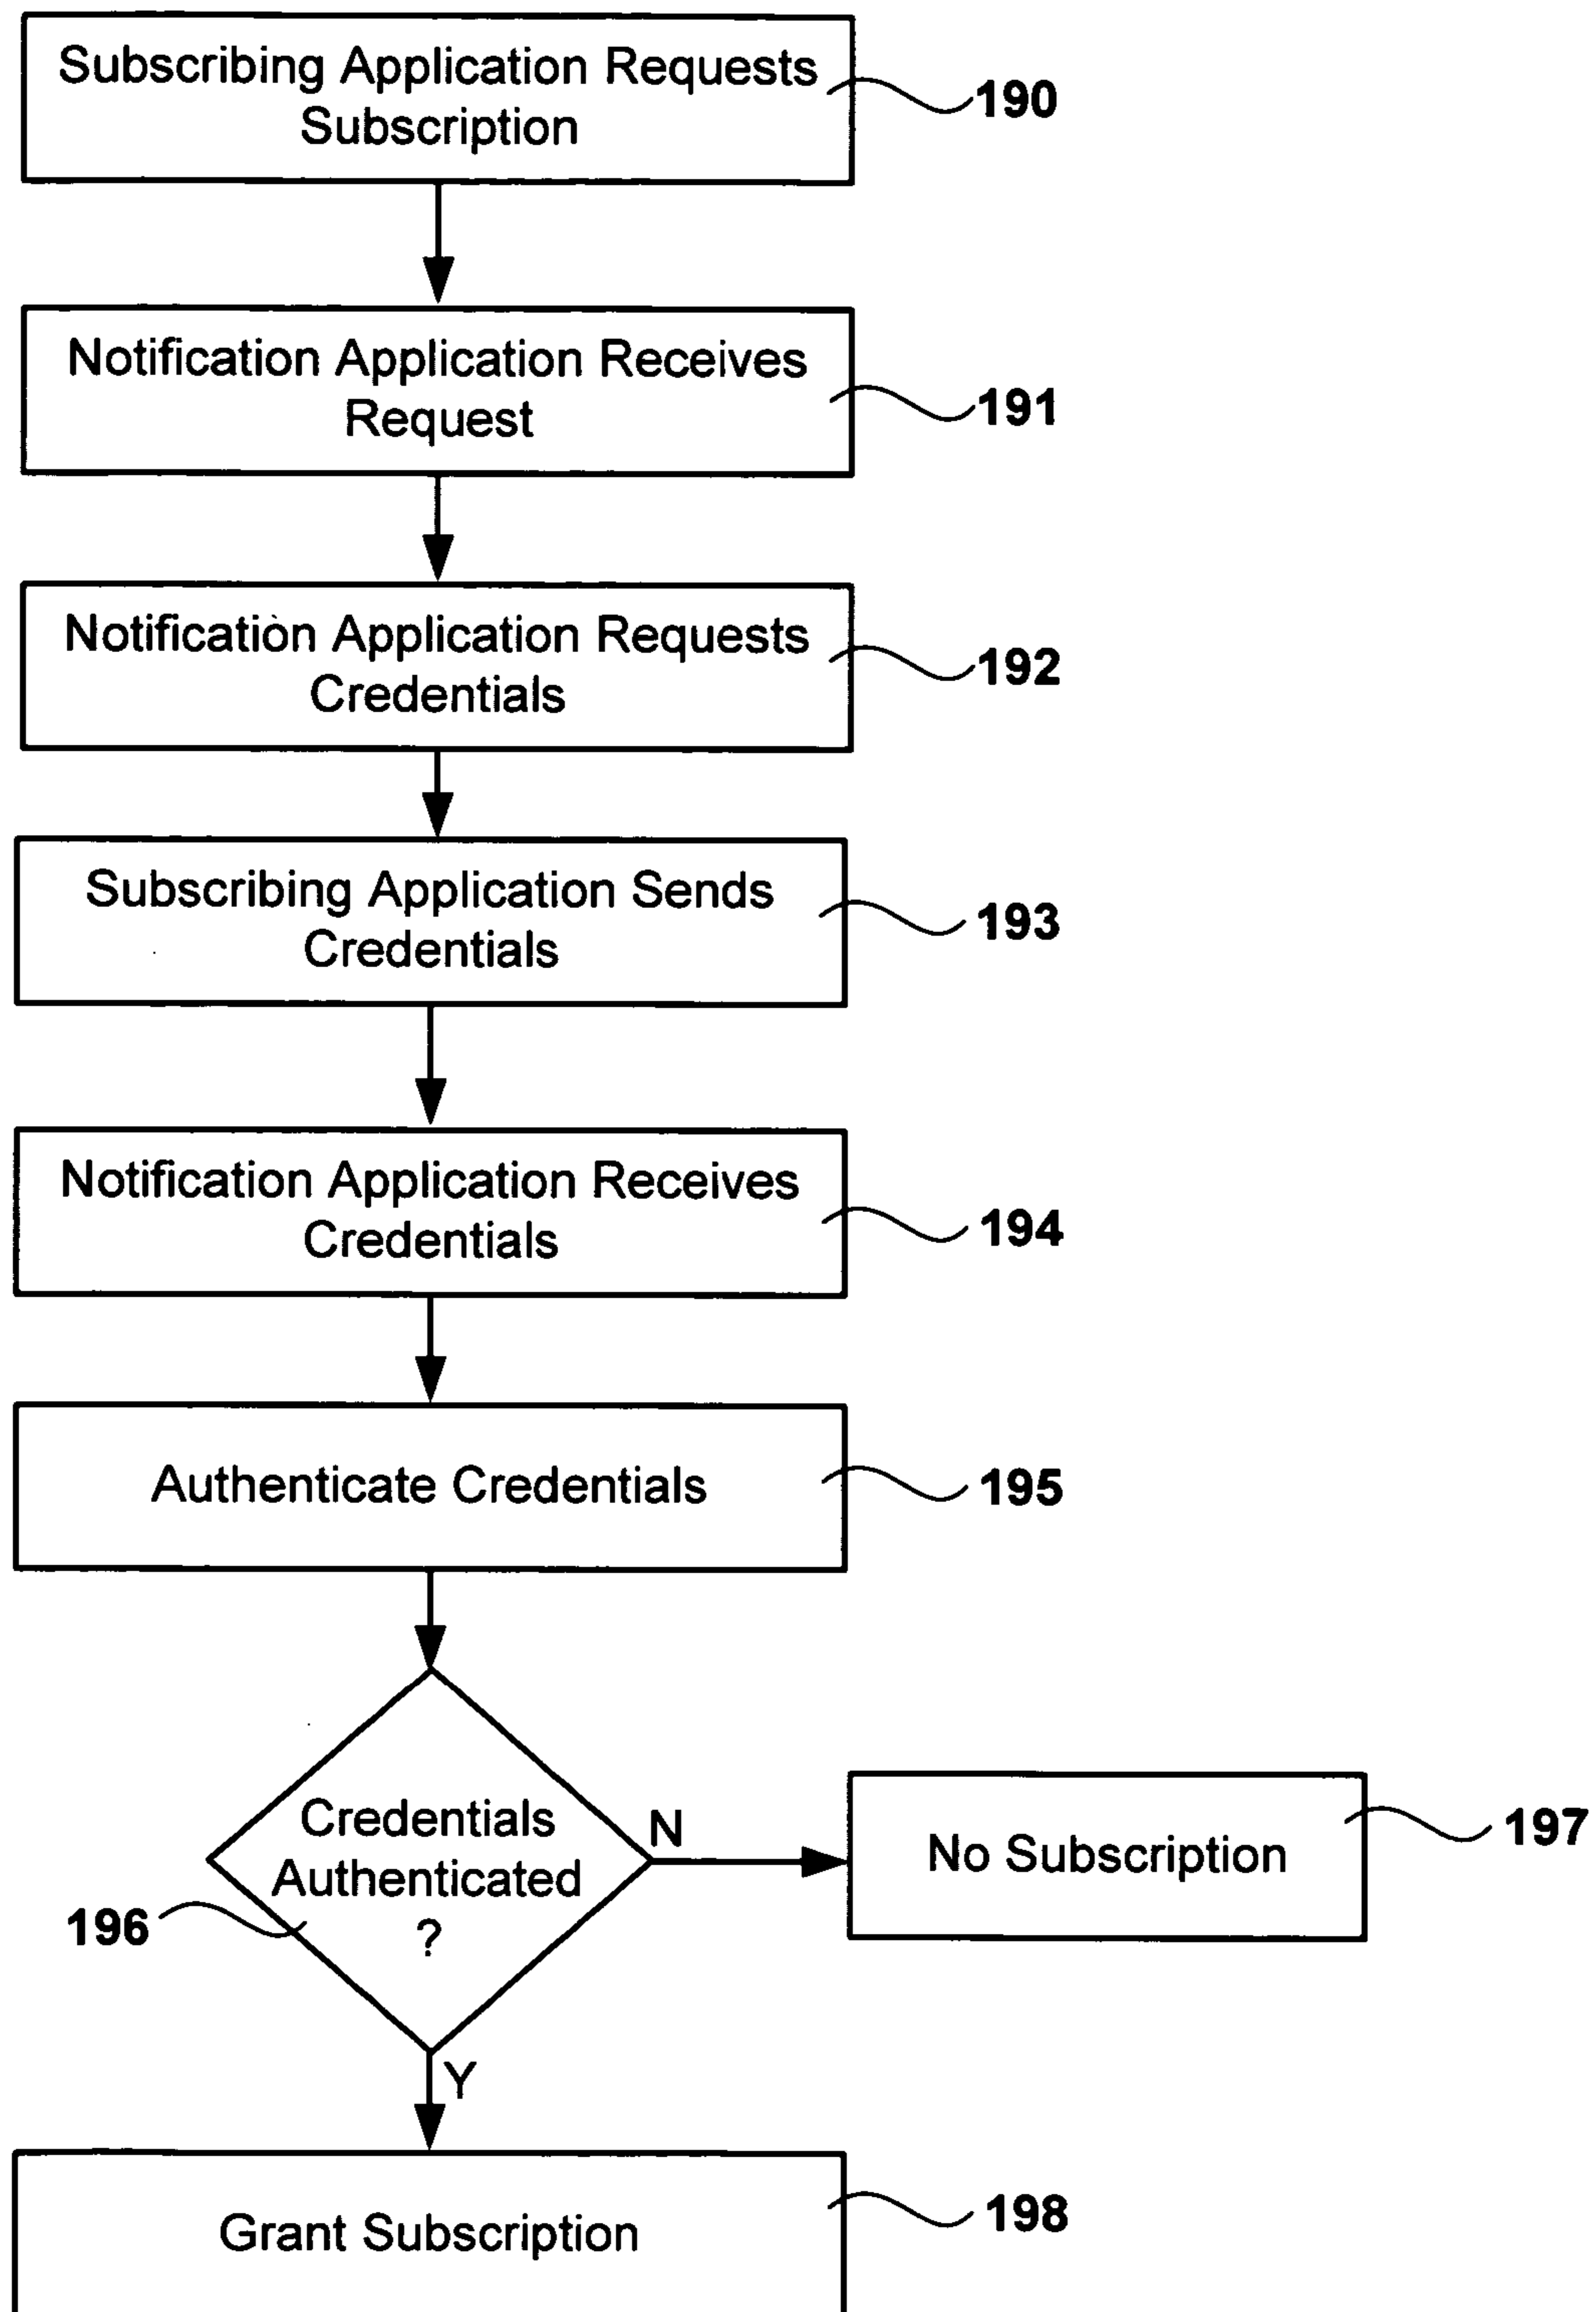 Subscribing Application Requests
Subscription
190
Notification Application Receives
Request
191
Notification Application Requests
Credentials
192
Subscribing Application Sends
Credentials
193
Notification Application Receives
Credentials
194
Authenticate Credentials
195
Credentials
Authenticated
?
196
N
No Subscription
197
Y
Grant Subscription
198